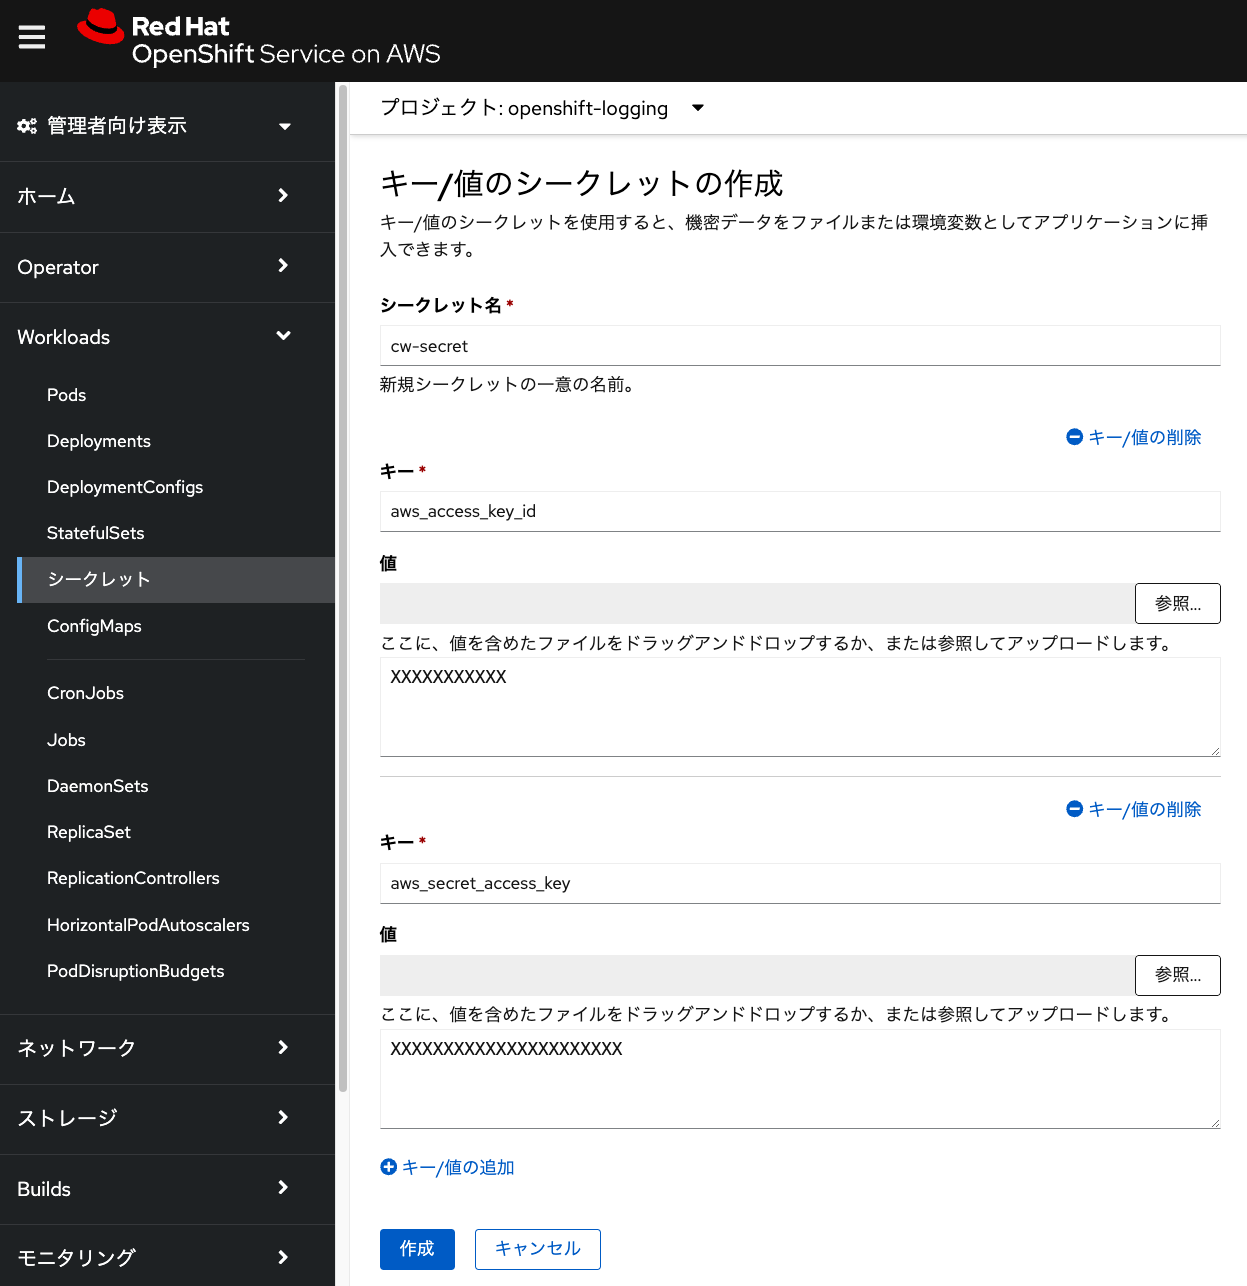 Red Hat
OpenShift Service on AWS
管理者向け表示
ホーム
Operator
Workloads
Pods
Deployments
DeploymentConfigs
StatefulSets
シークレット
ConfigMaps
CronJobs
Jobs
DaemonSets
ReplicaSet
ReplicationControllers
HorizontalPodAutoscalers
PodDisruptionBudgets
ネットワーク
ストレージ
Builds
モニタリング
プロジェクト: openshift-logging
キー/値のシークレットの作成
キー/値のシークレットを使用すると、機密データをファイルまたは環境変数としてアプリケーションに挿
入できます。
シークレット名 *
cw-secret
新規シークレットの一意の名前。
キー/値の削除
キー *
aws_access_key_id
値
参照...
ここに、値を含めたファイルをドラッグアンドドロップするか、または参照してアップロードします。
XXXXXXXXXXX
キー/値の削除
キー *
aws_secret_access_key
値
参照...
ここに、値を含めたファイルをドラッグアンドドロップするか、または参照してアップロードします。
XXXXXXXXXXXXXXXXXXXXXX
キー/値の追加
作成
キャンセル